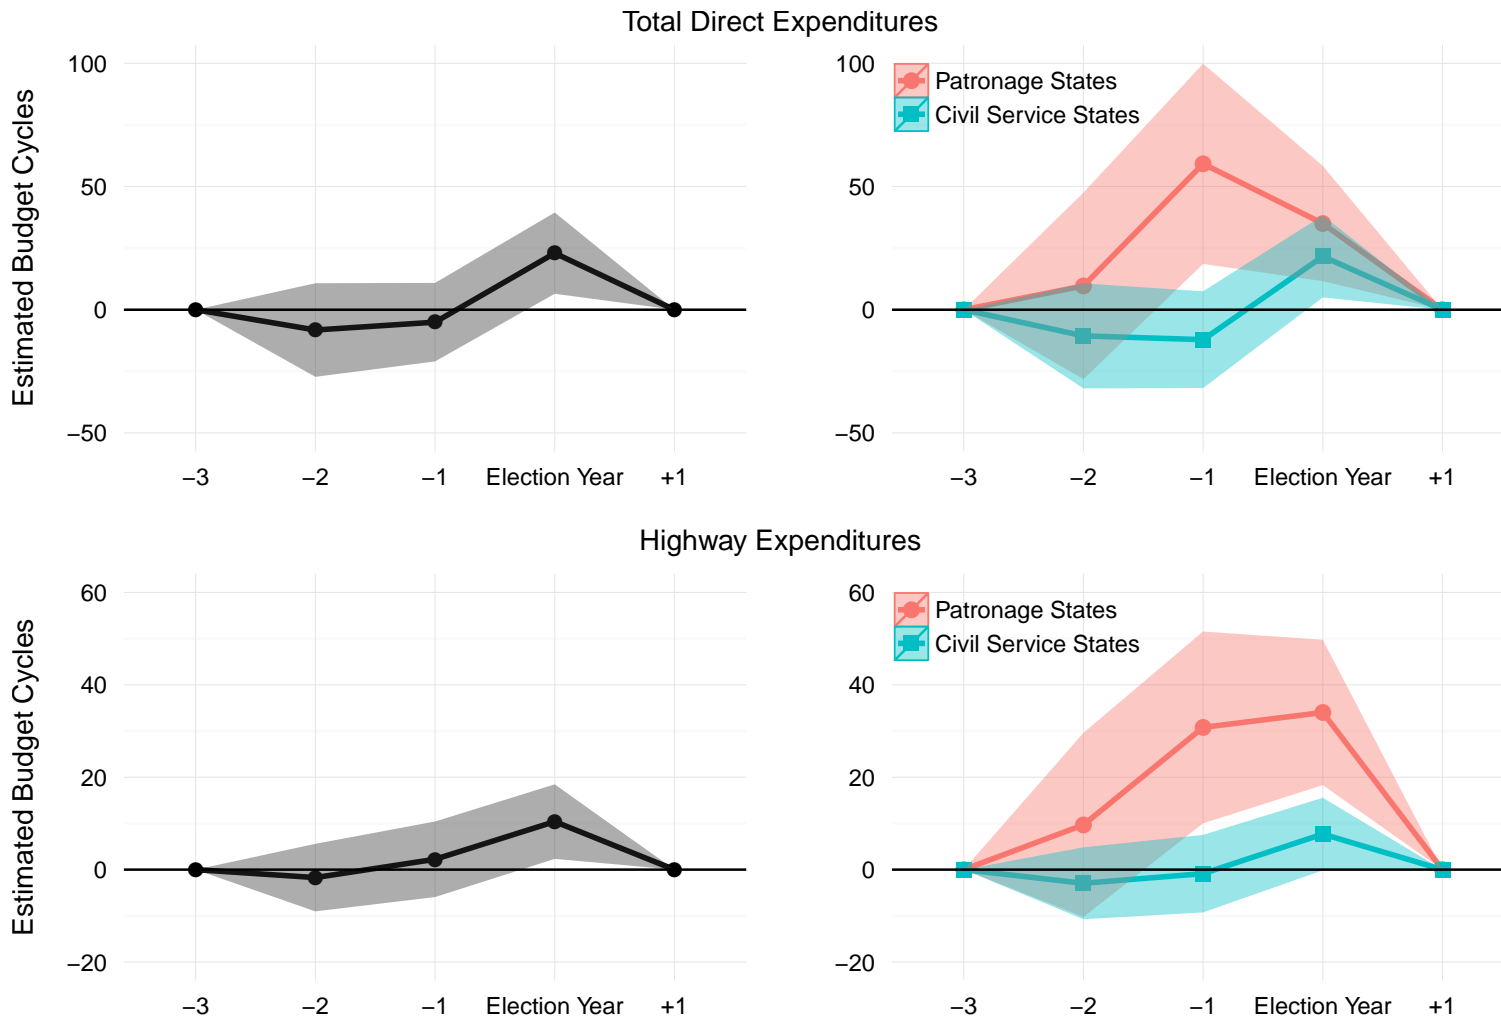 Total Direct Expenditures
Estimated Budget Cycles
100
50
0
−50
−3 −2 −1 Election Year +1
100
50
0
−50
Patronage States
Civil Service States
−3 −2 −1 Election Year +1
Highway Expenditures
Estimated Budget Cycles
60
40
20
0
−20
−3 −2 −1 Election Year +1
60
40
20
0
−20
Patronage States
Civil Service States
−3 −2 −1 Election Year +1